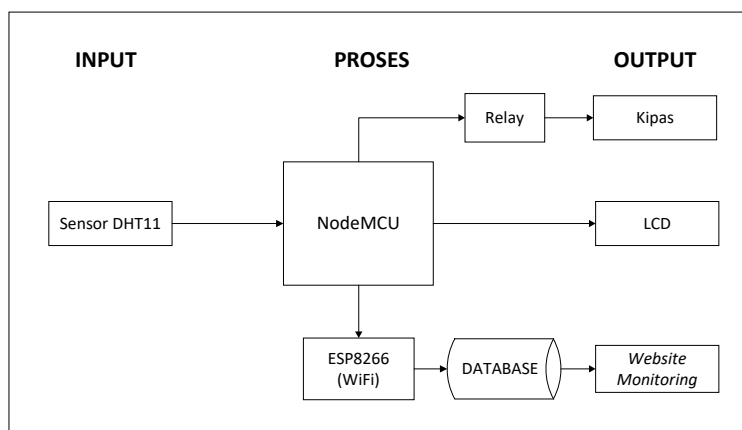 INPUT
PROSES
OUTPUT
Relay
Kipas
Sensor DHT11
NodeMCU
LCD
ESP8266
(WiFi)
DATABASE
Website
Monitoring